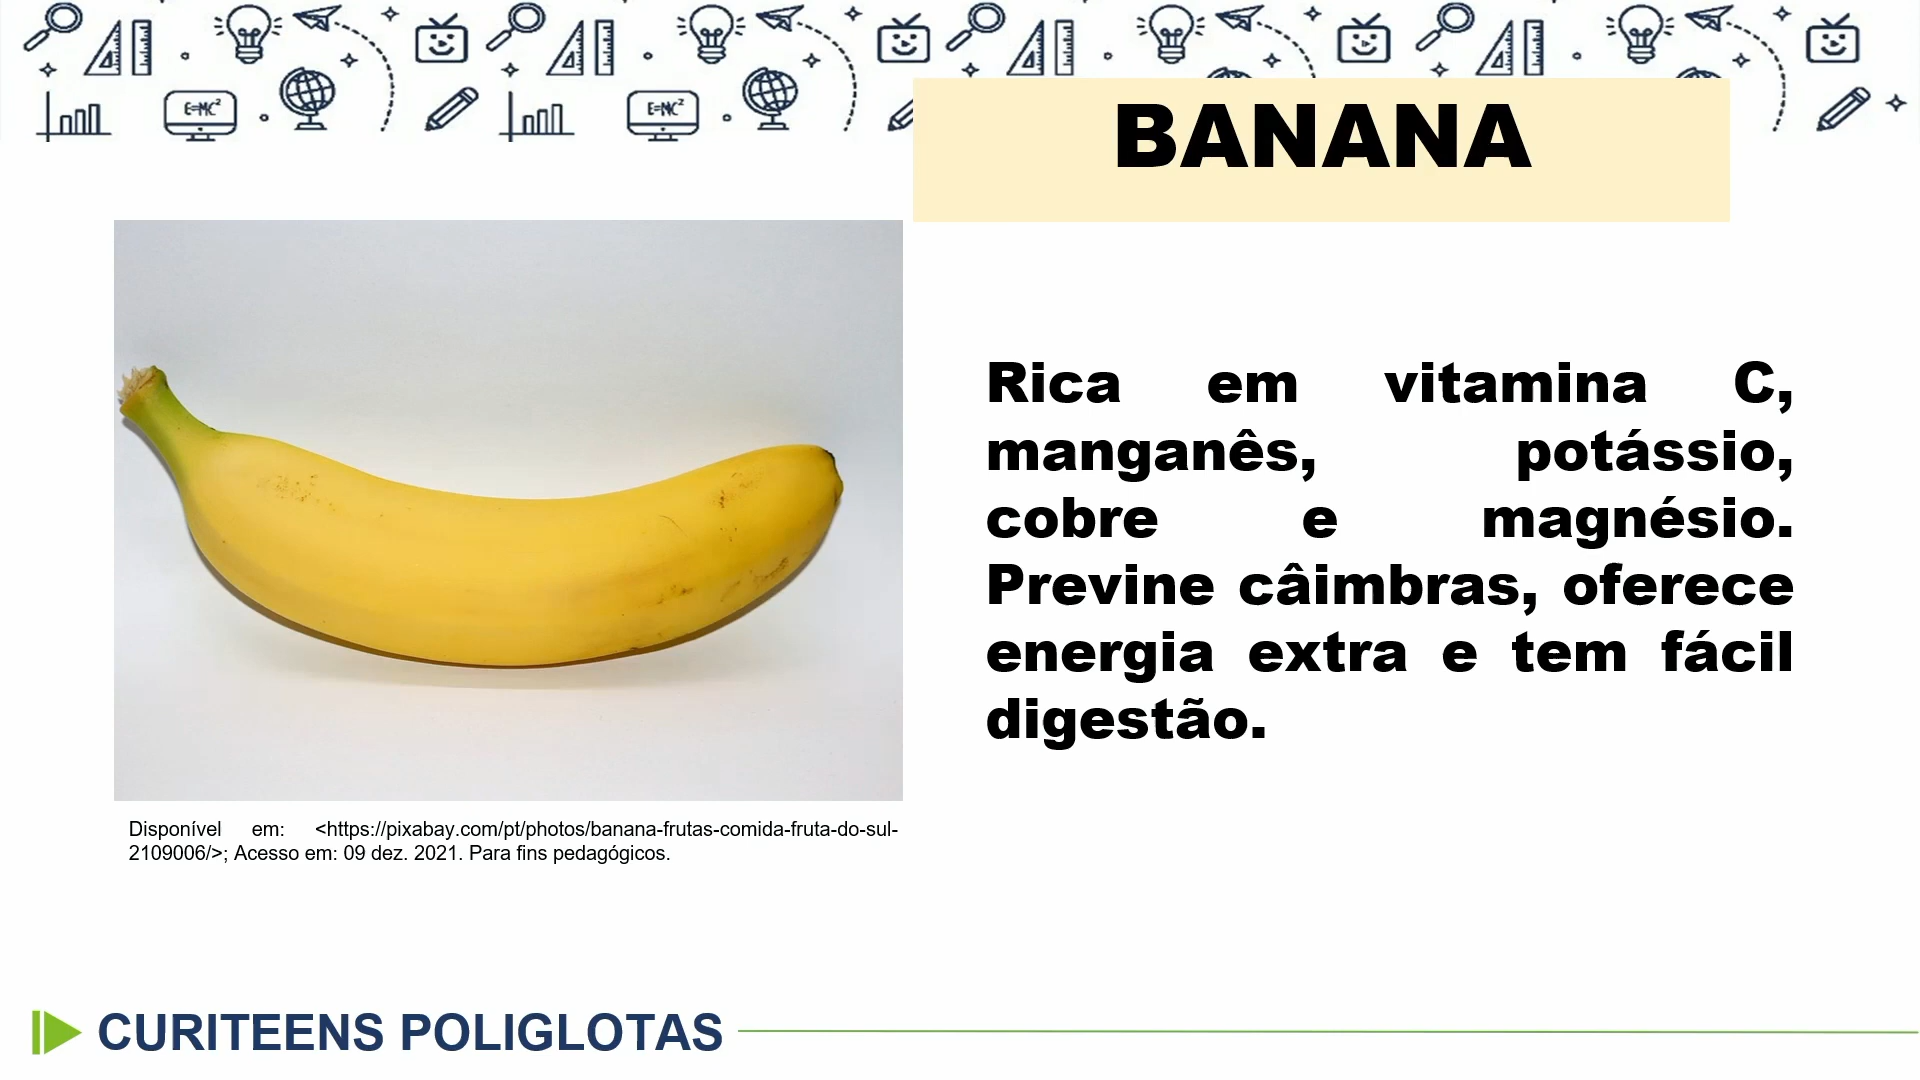 E=MC²
E=MC²
BANANA
Rica em vitamina C,
manganês, potássio,
cobre e magnésio.
Previne câimbras, oferece
energia extra e tem fácil
digestão.
Disponível em: <https://pixabay.com/pt/photos/banana-frutas-comida-fruta-do-sul-
2109006/>; Acesso em: 09 dez. 2021. Para fins pedagógicos.
CURITEENS POLIGLOTAS